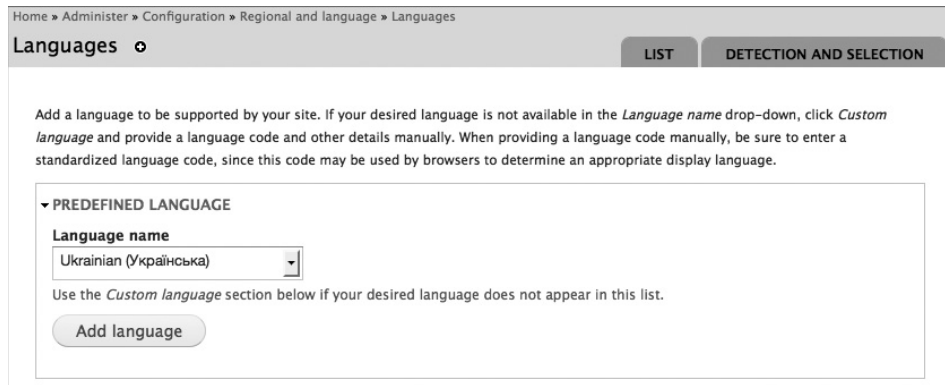 Home » Administer » Configuration » Regional and language » Languages
Languages
LIST
DETECTION AND SELECTION
Add a language to be supported by your site. If your desired language is not available in the Language name drop-down, click Custom
language and provide a language code and other details manually. When providing a language code manually, be sure to enter a
standardized language code, since this code may be used by browsers to determine an appropriate display language.
PREDEFINED LANGUAGE
Language name
Ukrainian (Українська)
Use the Custom language section below if your desired language does not appear in this list.
Add language